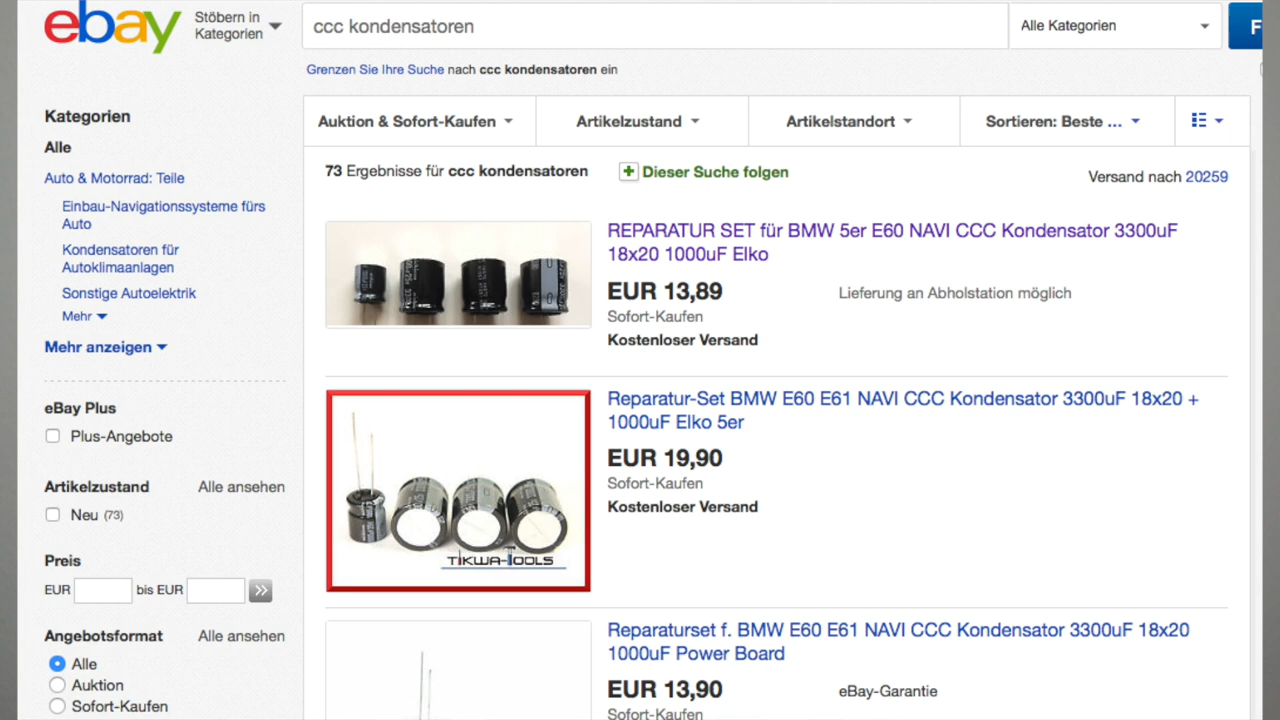 ebay
Stöbern in
Kategorien
ccc kondensatoren
Alle Kategorien
F
Grenzen Sie Ihre Suche nach ccc kondensatoren ein
Kategorien
Alle
Auto & Motorrad: Teile
Einbau-Navigationssysteme fürs
Auto
Kondensatoren für
Autoklimaanlagen
Sonstige Autoelektrik
Mehr
Mehr anzeigen
eBay Plus
Plus-Angebote
Artikelzustand Alle ansehen
Neu (73)
Preis
EUR bis EUR
Angebotsformat Alle ansehen
Alle
Auktion
Sofort-Kaufen
Auktion & Sofort-Kaufen
Artikelzustand
Artikelstandort
Sortieren: Beste ...
73 Ergebnisse für ccc kondensatoren
Dieser Suche folgen
Versand nach 20259
REPARATUR SET für BMW 5er E60 NAVI CCC Kondensator 3300uF
18x20 1000uF Elko
EUR 13,89
Lieferung an Abholstation möglich
Sofort-Kaufen
Kostenloser Versand
Reparatur-Set BMW E60 E61 NAVI CCC Kondensator 3300uF 18x20 +
1000uF Elko 5er
EUR 19,90
Sofort-Kaufen
Kostenloser Versand
TIKWA-TOOLS
Reparaturset f. BMW E60 E61 NAVI CCC Kondensator 3300uF 18x20
1000uF Power Board
EUR 13,90
eBay-Garantie
Sofort-Kaufen